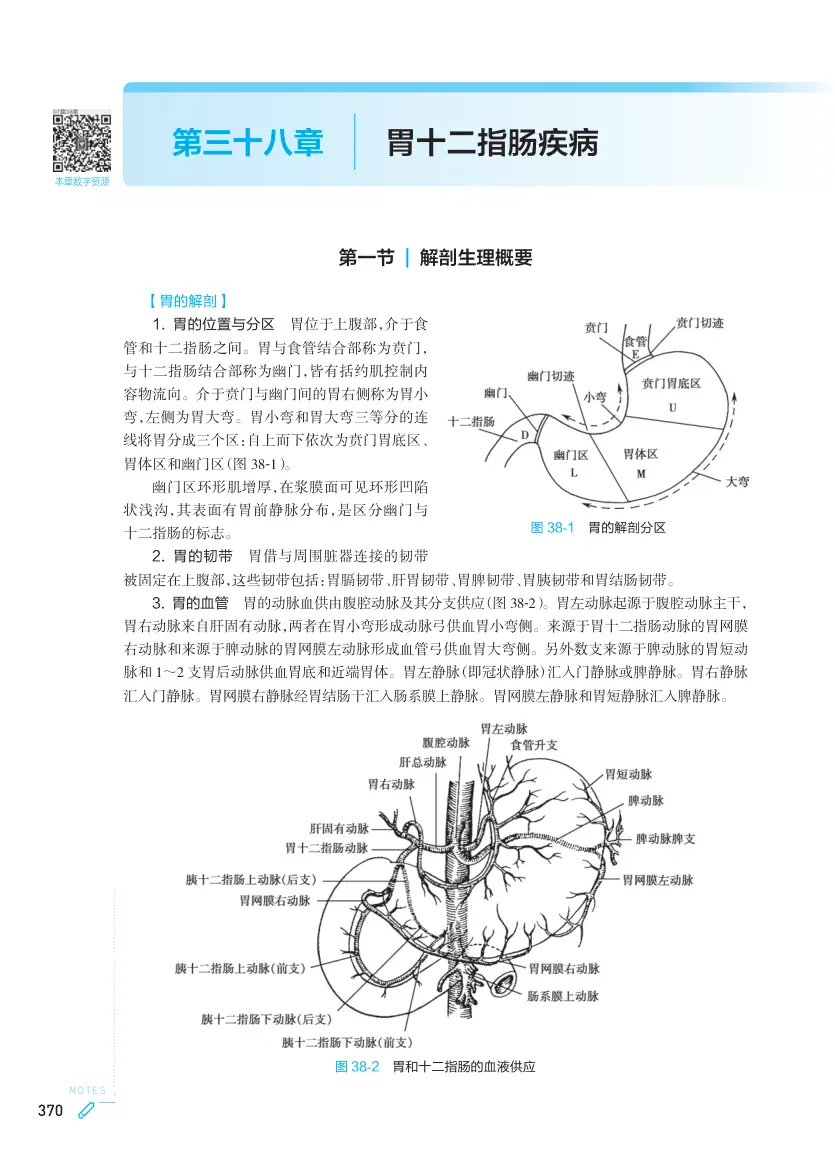 第三十八章
胃十二指肠疾病
本章数字资源
第一节 | 解剖生理概要
【胃的解剖】
1. 胃的位置与分区 胃位于上腹部，介于食
管和十二指肠之间。胃与食管结合部称为贲门，
与十二指肠结合部称为幽门，皆有括约肌控制内
容物流向。介于贲门与幽门间的胃右侧称为胃小
弯，左侧为胃大弯。胃小弯和胃大弯三等分的连
线将胃分成三个区：自上而下依次为贲门胃底区、
胃体区和幽门区（图 38-1）。
幽门区环形肌增厚，在浆膜面可见环形凹陷
状浅沟，其表面有胃前静脉分布，是区分幽门与
十二指肠的标志。
贲门
贲门切迹
食管
E
幽门切迹
贲门胃底区
幽门
小弯
U
十二指肠
D
幽门区
胃体区
L
M
大弯
图 38-1 胃的解剖分区
2. 胃的韧带 胃借与周围脏器连接的韧带
被固定在上腹部，这些韧带包括：胃膈韧带、肝胃韧带、胃脾韧带、胃胰韧带和胃结肠韧带。
3. 胃的血管 胃的动脉血供由腹腔动脉及其分支供应（图 38-2）。胃左动脉起源于腹腔动脉主干，
胃右动脉来自肝固有动脉，两者在胃小弯形成动脉弓供血胃小弯侧。来源于胃十二指肠动脉的胃网膜
右动脉和来源于脾动脉的胃网膜左动脉形成血管弓供血胃大弯侧。另外数支来源于脾动脉的胃短动
脉和 1～2 支胃后动脉供血胃底和近端胃体。胃左静脉（即冠状静脉）汇入门静脉或脾静脉。胃右静脉
汇入门静脉。胃网膜右静脉经胃结肠干汇入肠系膜上静脉。胃网膜左静脉和胃短静脉汇入脾静脉。
胃左动脉
腹腔动脉
食管升支
肝总动脉
胃短动脉
胃右动脉
脾动脉
肝固有动脉
脾动脉脾支
胃十二指肠动脉
胰十二指肠上动脉（后支）
胃网膜左动脉
胃网膜右动脉
胰十二指肠上动脉（前支）
胃网膜右动脉
肠系膜上动脉
胰十二指肠下动脉（后支）
胰十二指肠下动脉（前支）
图 38-2 胃和十二指肠的血液供应
NOTES
370